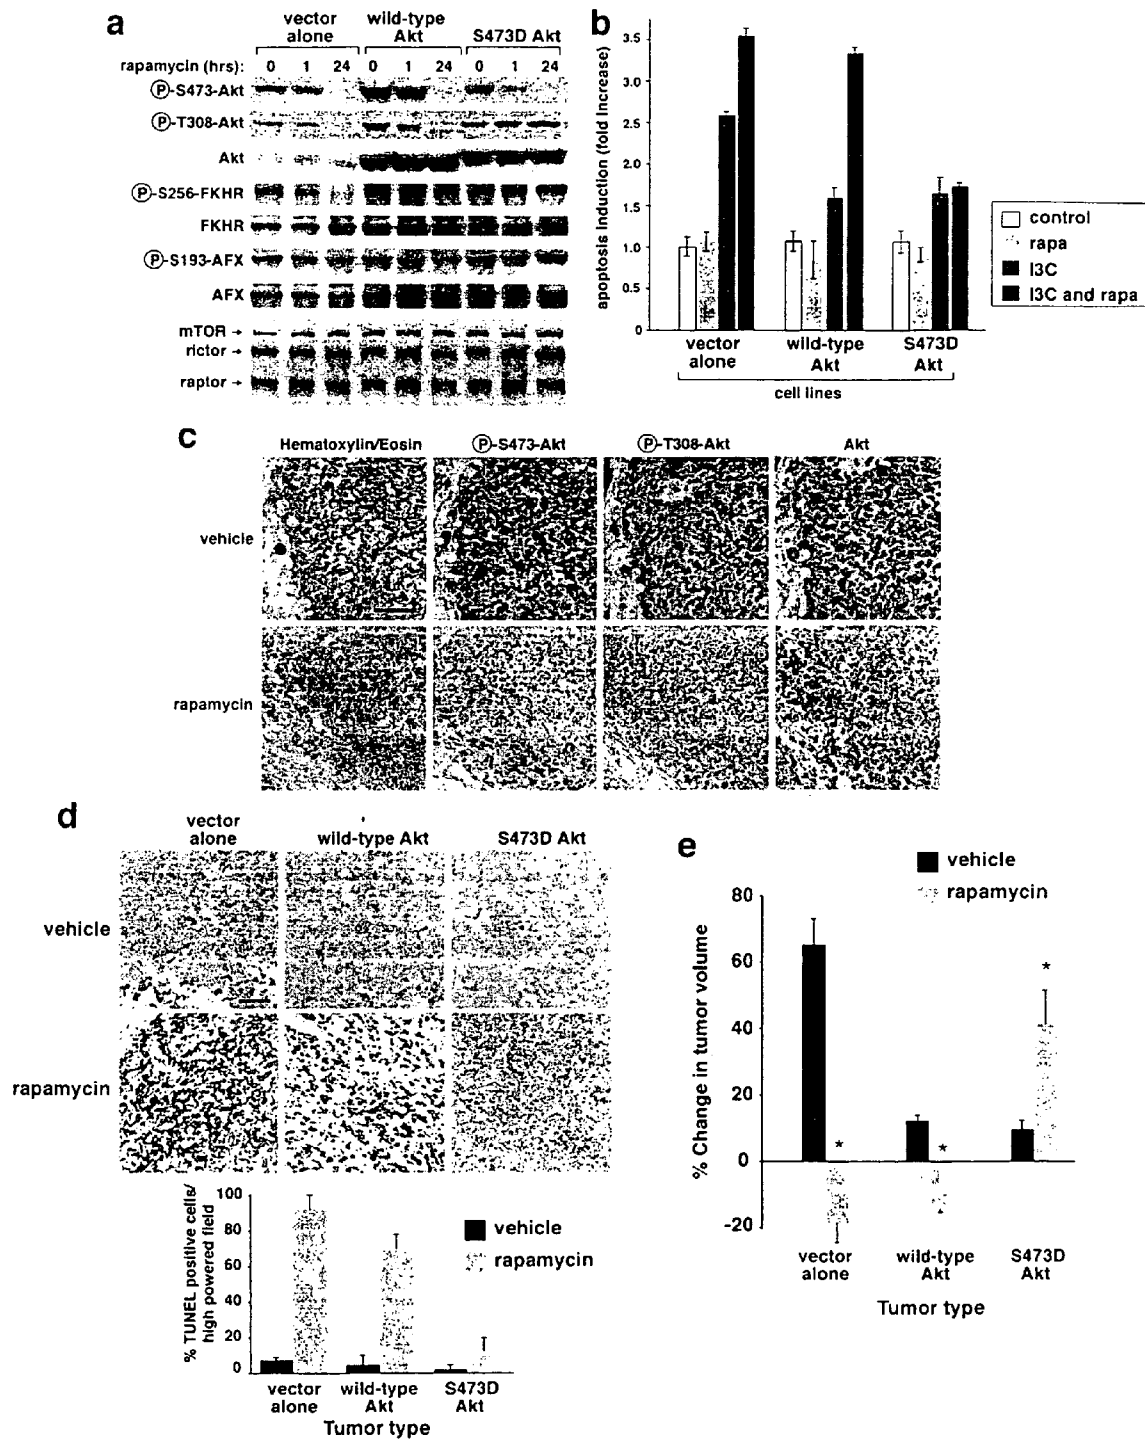 a
vector alone
wild-type Akt
S473D Akt
rapamycin (hrs): 0 1 24 0 1 24 0 1 24
Ⓟ-S473-Akt
Ⓟ-T308-Akt
Akt
Ⓟ-S256-FKHR
FKHR
Ⓟ-S193-AFX
AFX
mTOR →
rictor →
raptor →
b
apoptosis induction (fold increase)
3.5
3.0
2.5
2.0
1.5
1.0
0.5
0
vector alone
wild-type Akt
S473D Akt
cell lines
control
rapa
I3C
I3C and rapa
c
Hematoxylin/Eosin
Ⓟ-S473-Akt
Ⓟ-T308-Akt
Akt
vehicle
rapamycin
d
vector alone
wild-type Akt
S473D Akt
vehicle
rapamycin
% TUNEL positive cells/
high powered field
100
80
60
40
20
0
vehicle
rapamycin
vector alone
wild-type Akt
S473D Akt
Tumor type
e
vehicle
rapamycin
% Change in tumor volume
80
60
40
20
0
-20
*
*
*
vector alone
wild-type Akt
S473D Akt
Tumor type